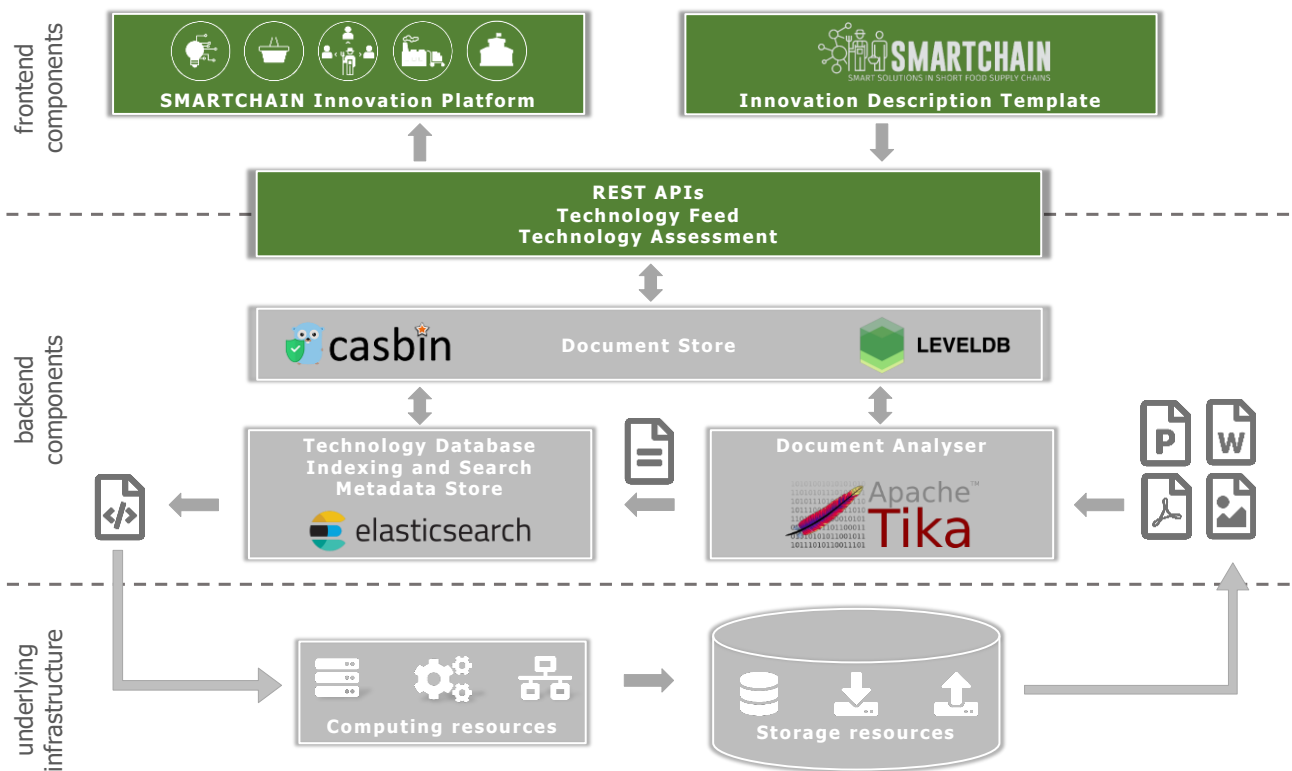 frontend
components
SMARTCHAIN Innovation Platform
SMARTCHAIN
SMART SOLUTIONS IN SHORT FOOD SUPPLY CHAINS
Innovation Description Template
REST APIs
Technology Feed
Technology Assessment
backend
components
casbin
Document Store
LEVELDB
Technology Database
Indexing and Search
Metadata Store
elasticsearch
Document Analyser
Apache™
Tika
10111010110011101
P
W
</>
underlying
infrastructure
Computing resources
Storage resources